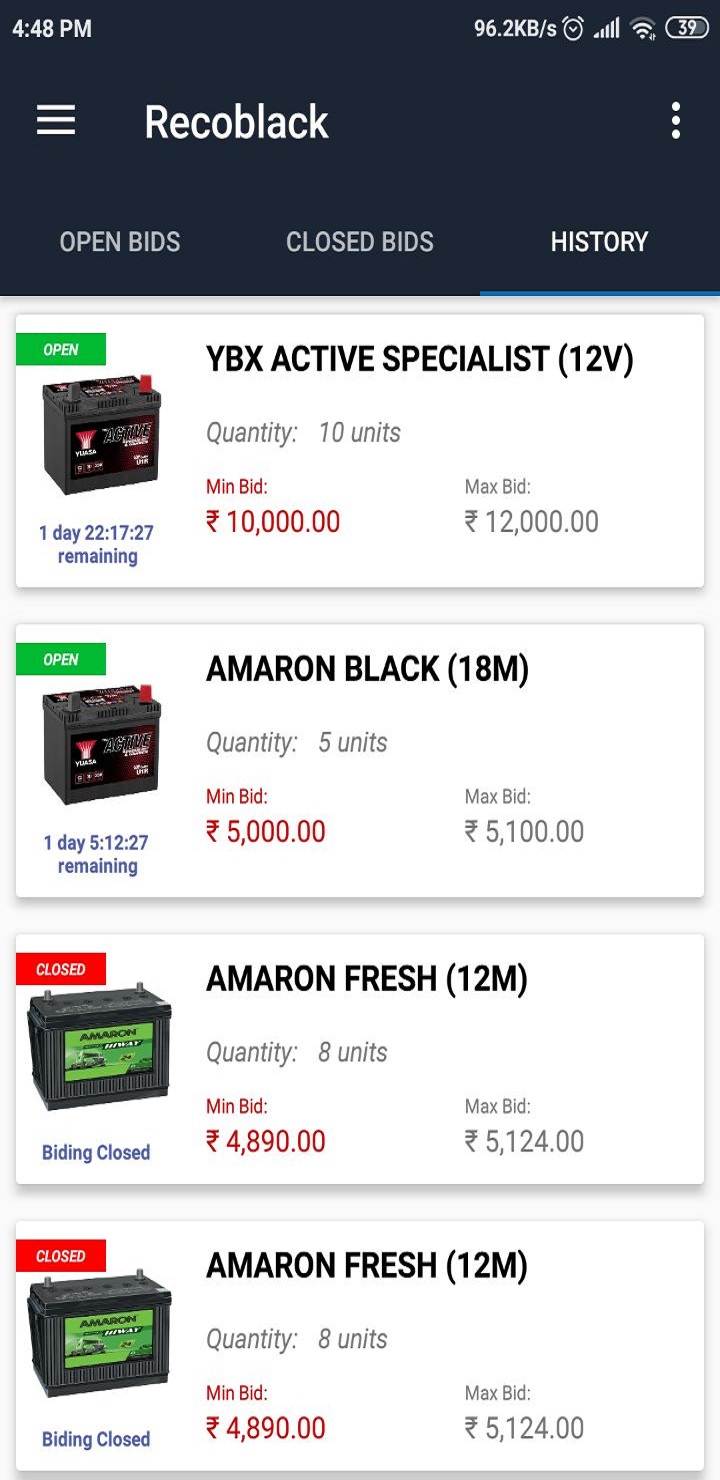 4:48 PM 96.2KB/s 39
Recoblack
OPEN BIDS CLOSED BIDS HISTORY
OPEN
YBX ACTIVE SPECIALIST (12V)
ACTIVE
YUASA
U1R
Quantity: 10 units
Min Bid: Max Bid:
₹ 10,000.00 ₹ 12,000.00
1 day 22:17:27
remaining
OPEN
AMARON BLACK (18M)
ACTIVE
YUASA
U1R
Quantity: 5 units
Min Bid: Max Bid:
₹ 5,000.00 ₹ 5,100.00
1 day 5:12:27
remaining
CLOSED
AMARON FRESH (12M)
AMARON
HIWAY
Quantity: 8 units
Min Bid: Max Bid:
₹ 4,890.00 ₹ 5,124.00
Biding Closed
CLOSED
AMARON FRESH (12M)
AMARON
HIWAY
Quantity: 8 units
Min Bid: Max Bid:
₹ 4,890.00 ₹ 5,124.00
Biding Closed